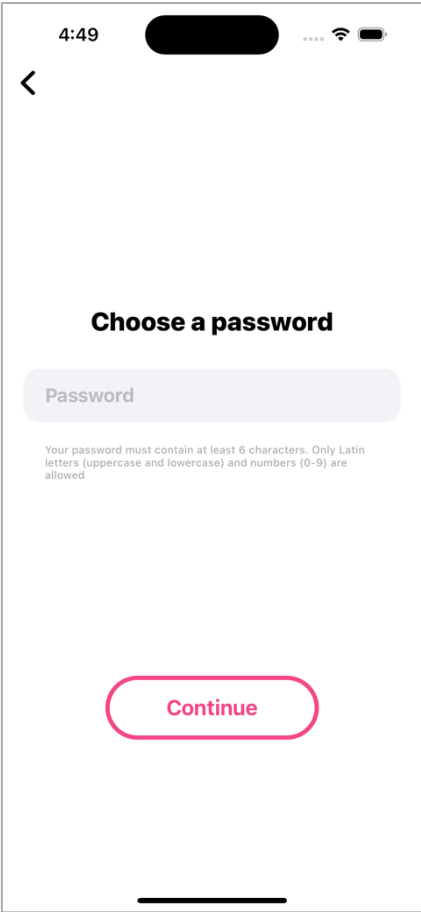 4:49
Choose a password
Password
Your password must contain at least 6 characters. Only Latin
letters (uppercase and lowercase) and numbers (0-9) are
allowed
Continue